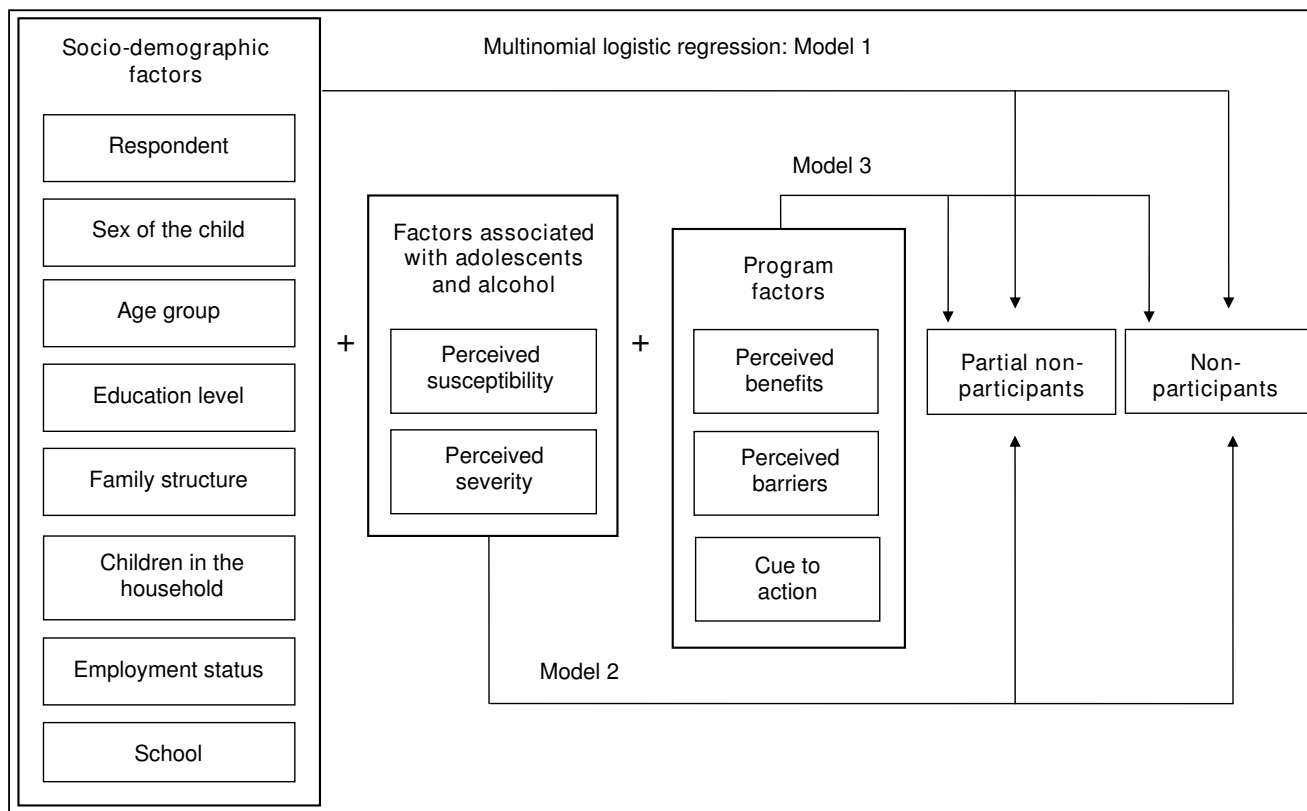 Socio-demographic
factors
Respondent
Sex of the child
Age group
Education level
Family structure
Children in the
household
Employment status
School
+
Factors associated
with adolescents
and alcohol
Perceived
susceptibility
Perceived
severity
+
Program
factors
Perceived
benefits
Perceived
barriers
Cue to
action
Multinomial logistic regression: Model 1
Model 3
Model 2
Partial non-
participants
Non-
participants